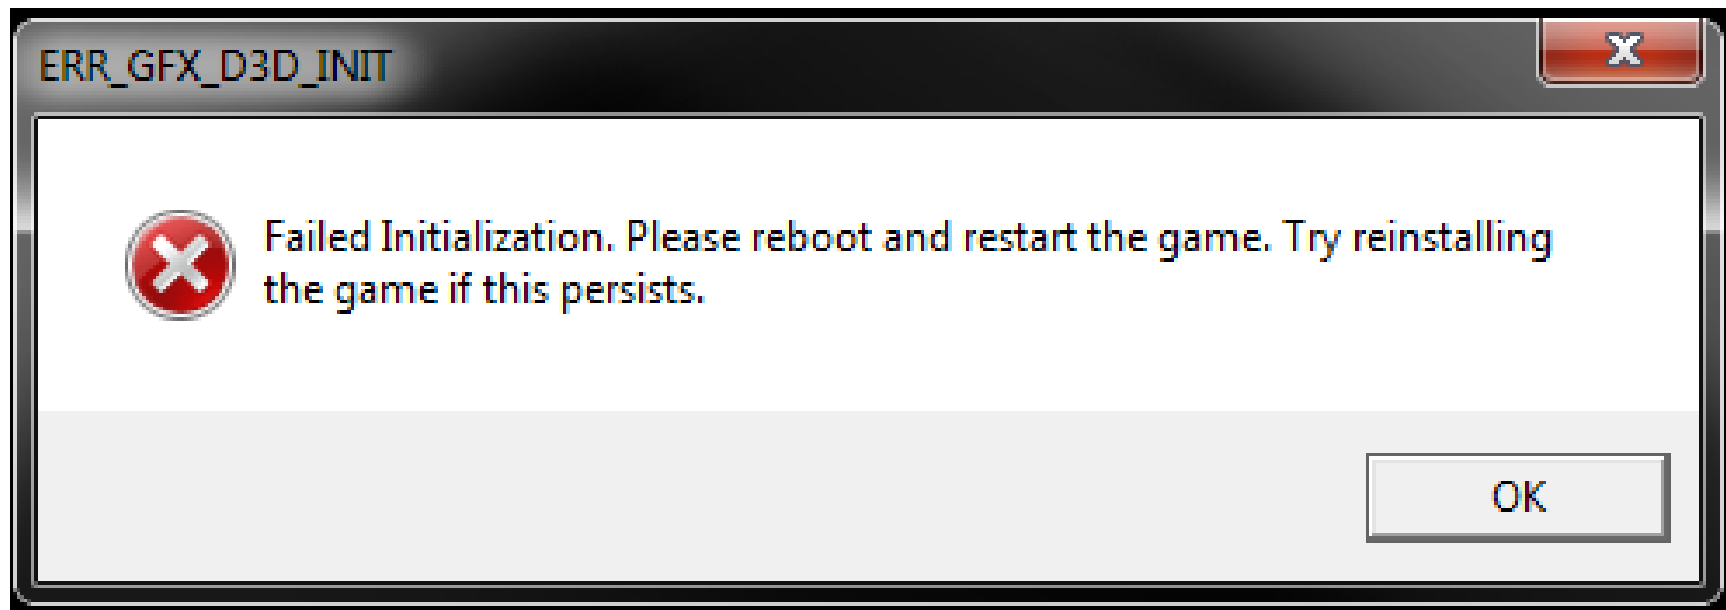 ERR_GFX_D3D_INIT
Failed Initialization. Please reboot and restart the game. Try reinstalling
the game if this persists.
OK